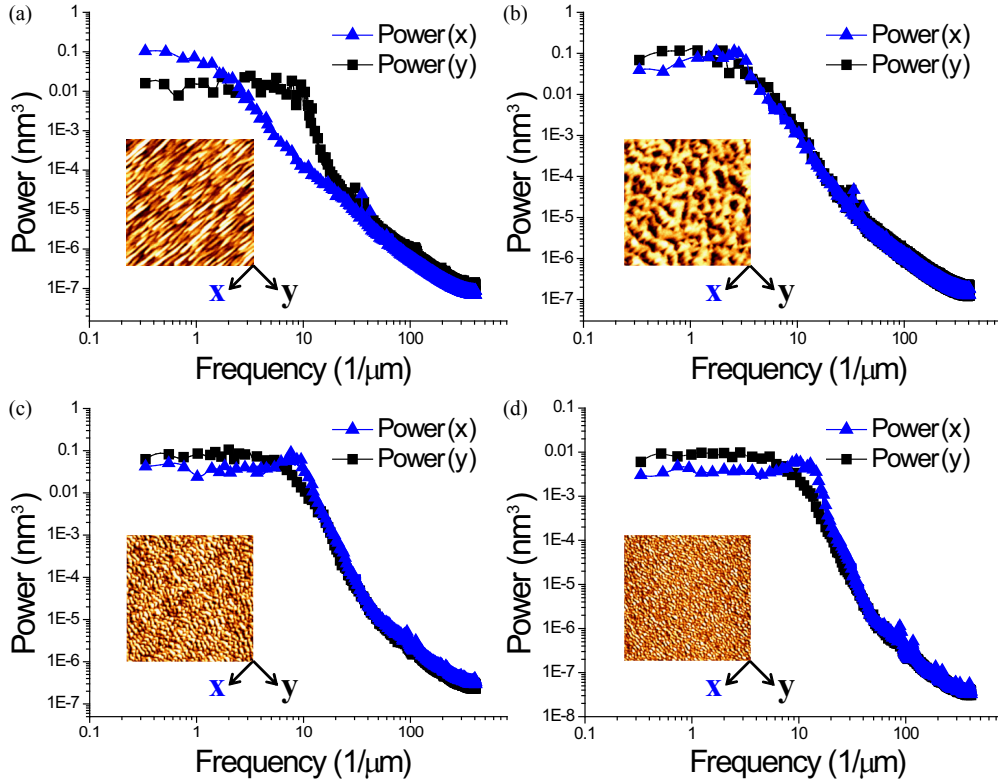 (a)
Power(x)
Power(y)
1
0.1
0.01
1E-3
1E-4
1E-5
1E-6
1E-7
Power (nm³)
x y
0.1 1 10 100
Frequency (1/μm)
(b)
Power(x)
Power(y)
1
0.1
0.01
1E-3
1E-4
1E-5
1E-6
1E-7
Power (nm³)
x y
0.1 1 10 100
Frequency (1/μm)
(c)
Power(x)
Power(y)
1
0.1
0.01
1E-3
1E-4
1E-5
1E-6
1E-7
Power (nm³)
x y
0.1 1 10 100
Frequency (1/μm)
(d)
Power(x)
Power(y)
0.1
0.01
1E-3
1E-4
1E-5
1E-6
1E-7
1E-8
Power (nm³)
x y
0.1 1 10 100
Frequency (1/μm)